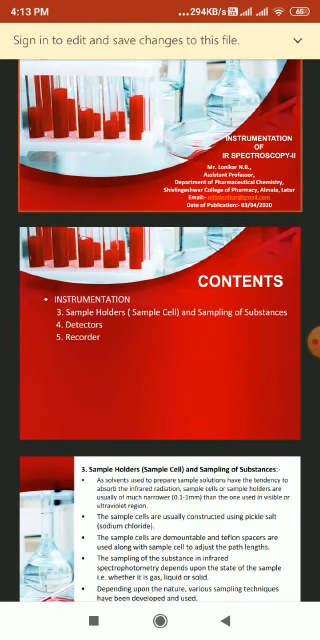 4:13 PM
...294KB/s
66
Sign in to edit and save changes to this file.
INSTRUMENTATION
OF
IR SPECTROSCOPY-II
Mr. Lonikar N.B.,
Assistant Professor,
Department of Pharmaceutical Chemistry,
Shivlingeshwar College of Pharmacy, Almala, Latur
Email:-
Date of Publication:- 03/04/2020
CONTENTS
• INSTRUMENTATION
3. Sample Holders ( Sample Cell) and Sampling of Substances
4. Detectors
5. Recorder
3. Sample Holders (Sample Cell) and Sampling of Substances:-
• As solvents used to prepare sample solutions have the tendency to
absorb the infrared radiation, sample cells or sample holders are
usually of much narrower (0.1-1mm) than the one used in visible or
ultraviolet region.
• The sample cells are usually constructed using pickle salt
(sodium chloride).
• The sample cells are demountable and teflon spacers are
used along with sample cell to adjust the path lengths.
• The sampling of the substance in infrared
spectrophotometry depends upon the state of the sample
i.e. whether it is gas, liquid or solid.
• Depending upon the nature, various sampling techniques
have been developed and used.